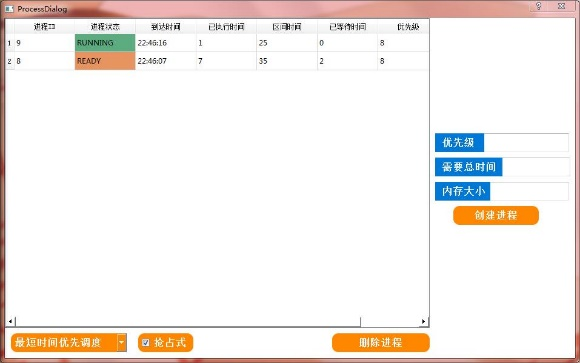 ProcessDialog
进程ID 进程状态 到达时间 已执行时间 区间时间 已等待时间 优先级
1 9 RUNNING 22:46:16 1 25 0 8
2 8 READY 22:46:07 7 35 2 8
优先级
需要总时间
内存大小
创建进程
最短时间优先调度 抢占式 删除进程